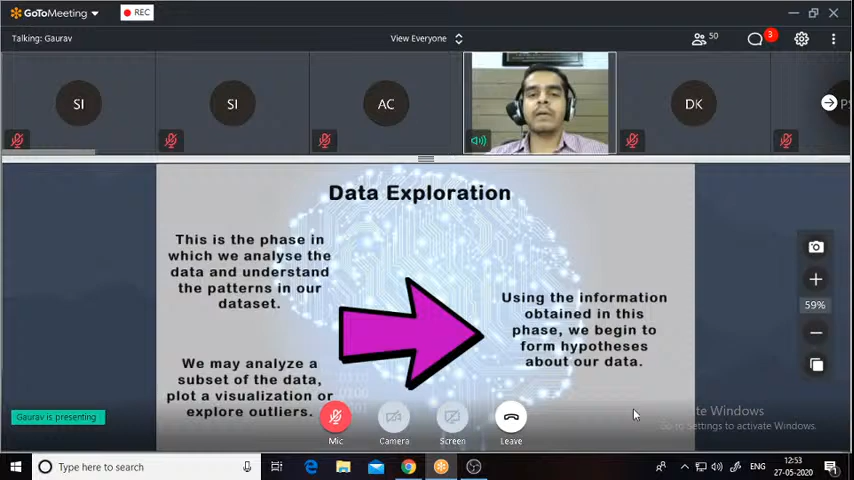 GoToMeeting
REC
Talking: Gaurav
View Everyone
50
3
SI
SI
AC
DK
Data Exploration
This is the phase in
which we analyse the
data and understand
the patterns in our
dataset.
We may analyze a
subset of the data,
plot a visualization or
explore outliers.
Using the information
obtained in this
phase, we begin to
form hypotheses
about our data.
59%
Gaurav is presenting
Mic
Camera
Screen
Leave
Windows
Go to Settings to activate Windows.
Type here to search
ENG
12:53
27-05-2020
1